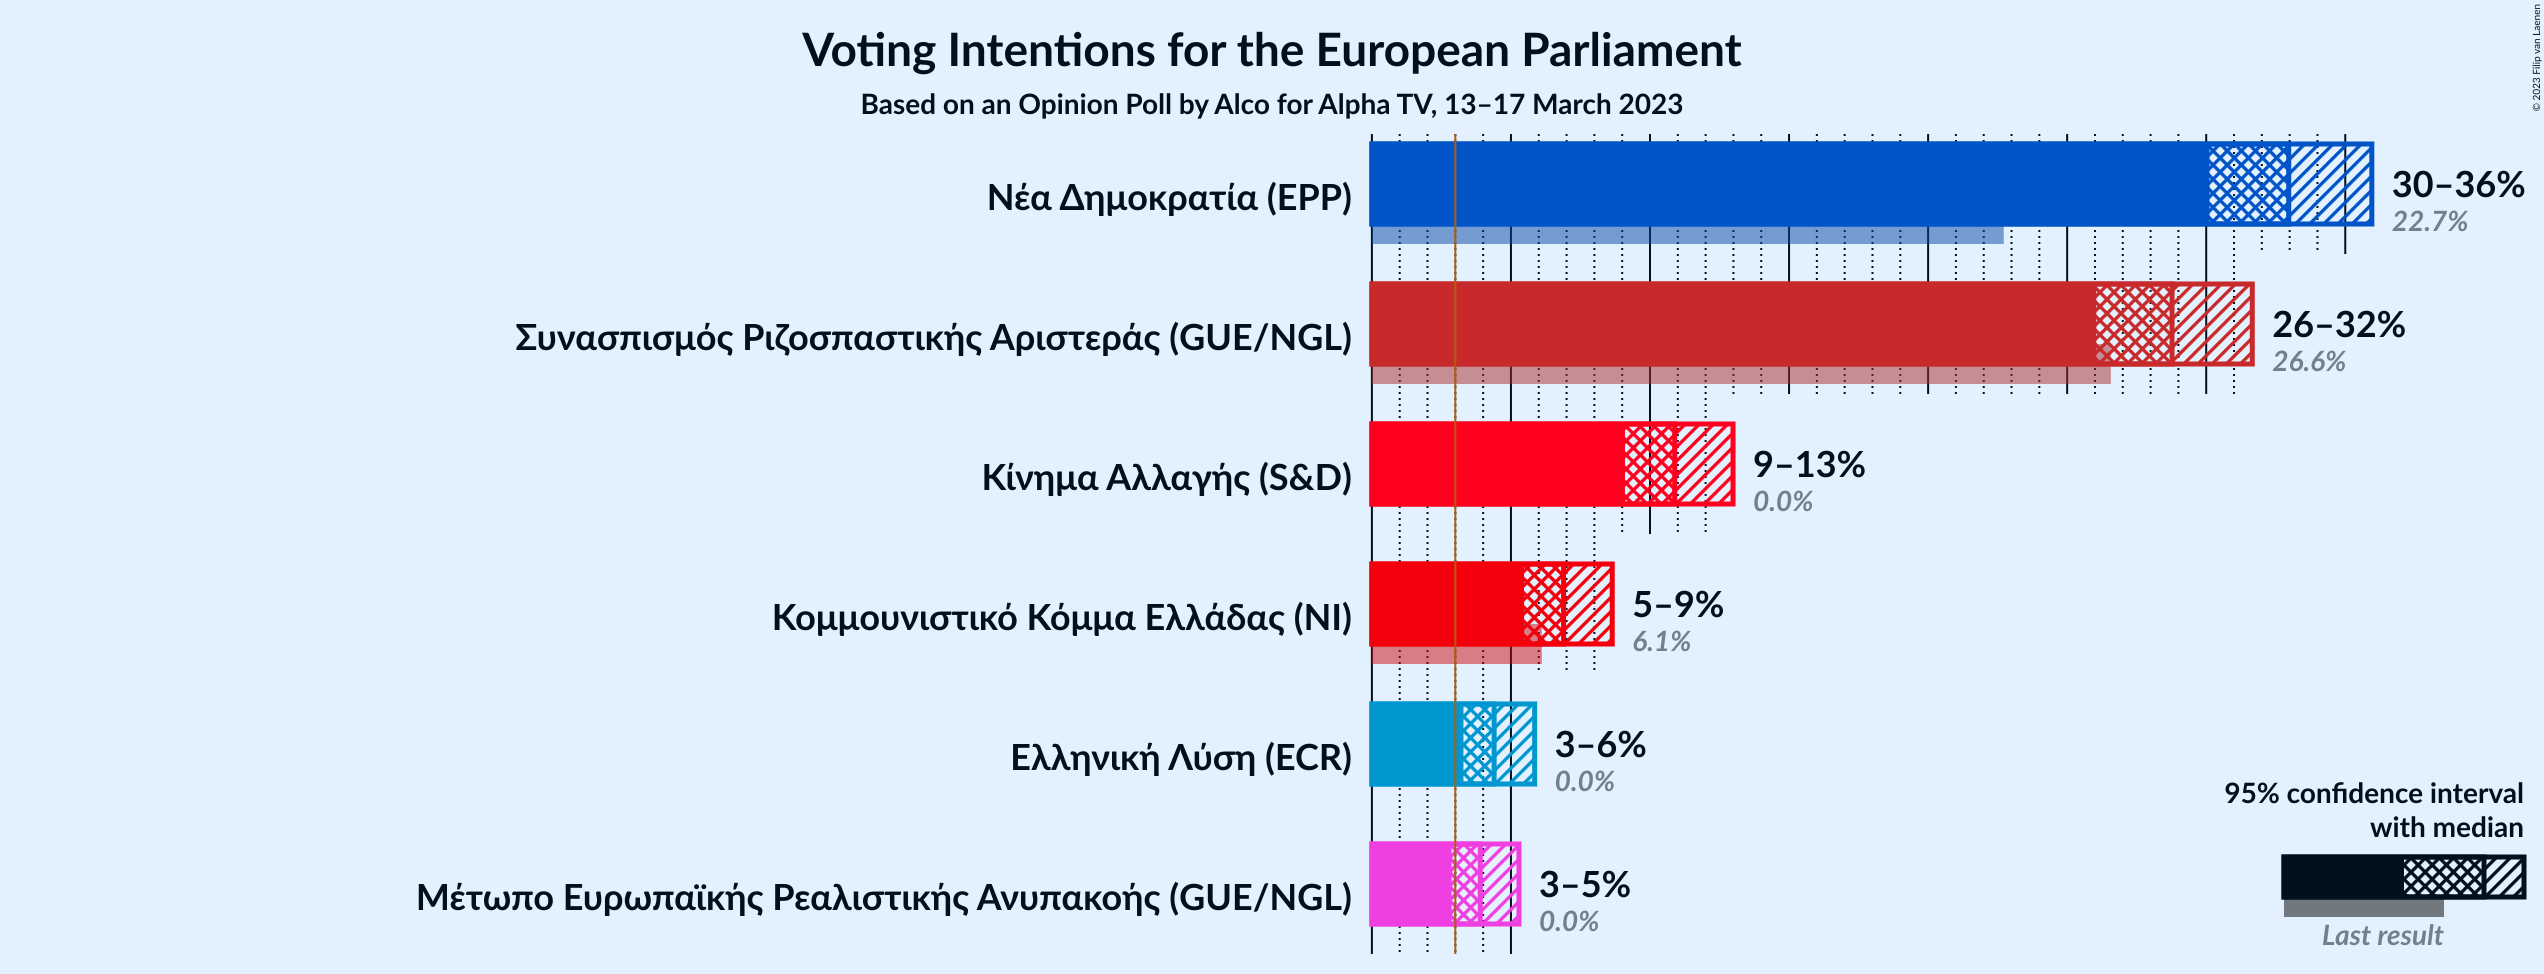 Voting Intentions for the European Parliament
Based on an Opinion Poll by Alco for Alpha TV, 13–17 March 2023
© 2023 Filip van Laenen
Νέα Δημοκρατία (EPP)
30–36%
22.7%
Συνασπισμός Ριζοσπαστικής Αριστεράς (GUE/NGL)
26–32%
26.6%
Κίνημα Αλλαγής (S&D)
9–13%
0.0%
Κομμουνιστικό Κόμμα Ελλάδας (NI)
5–9%
6.1%
Ελληνική Λύση (ECR)
3–6%
0.0%
Μέτωπο Ευρωπαϊκής Ρεαλιστικής Ανυπακοής (GUE/NGL)
3–5%
0.0%
95% confidence interval
with median
Last result